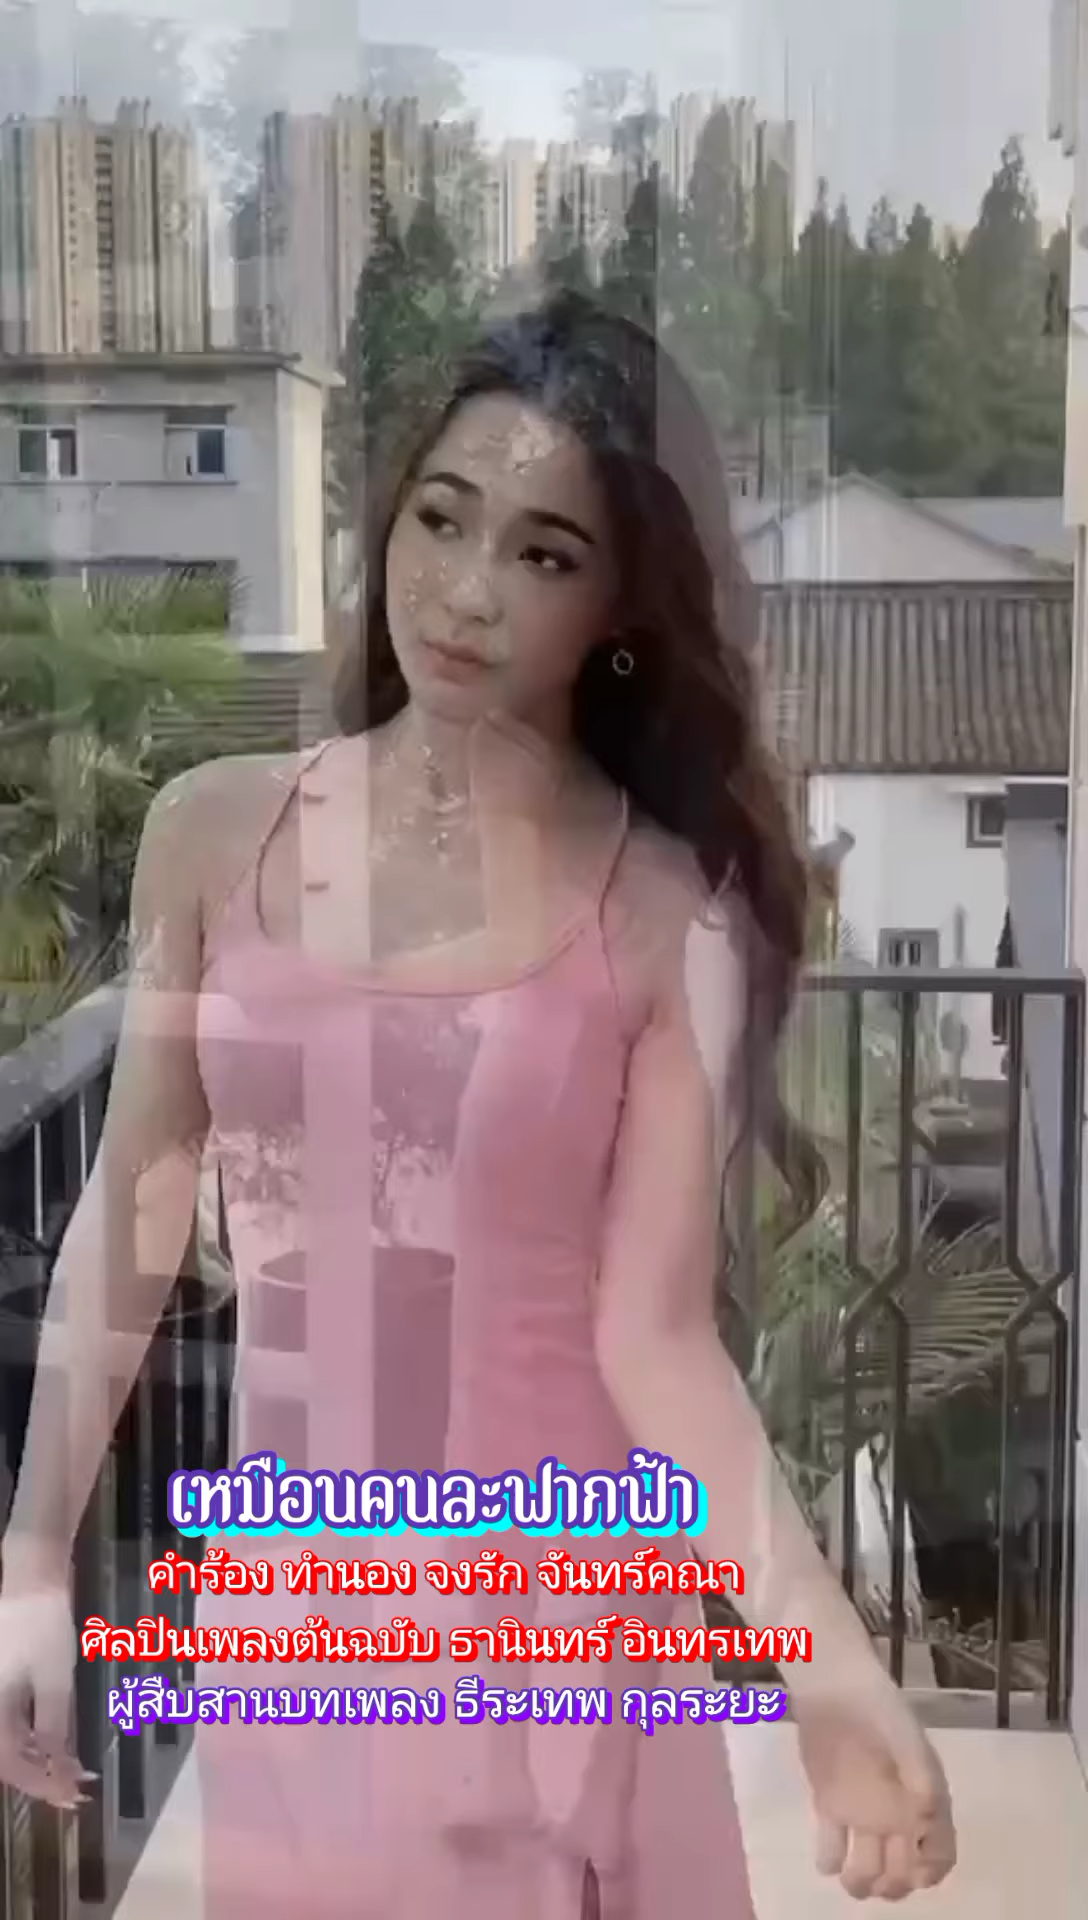 เหมือนคนละฟากฟ้า
คำร้อง ทำนอง จงรัก จันทร์คณา
ศิลปินเพลงต้นฉบับ ธานินทร์ อินทรเทพ
ผู้สืบสานบทเพลง ธีระเทพ กุลระยะ